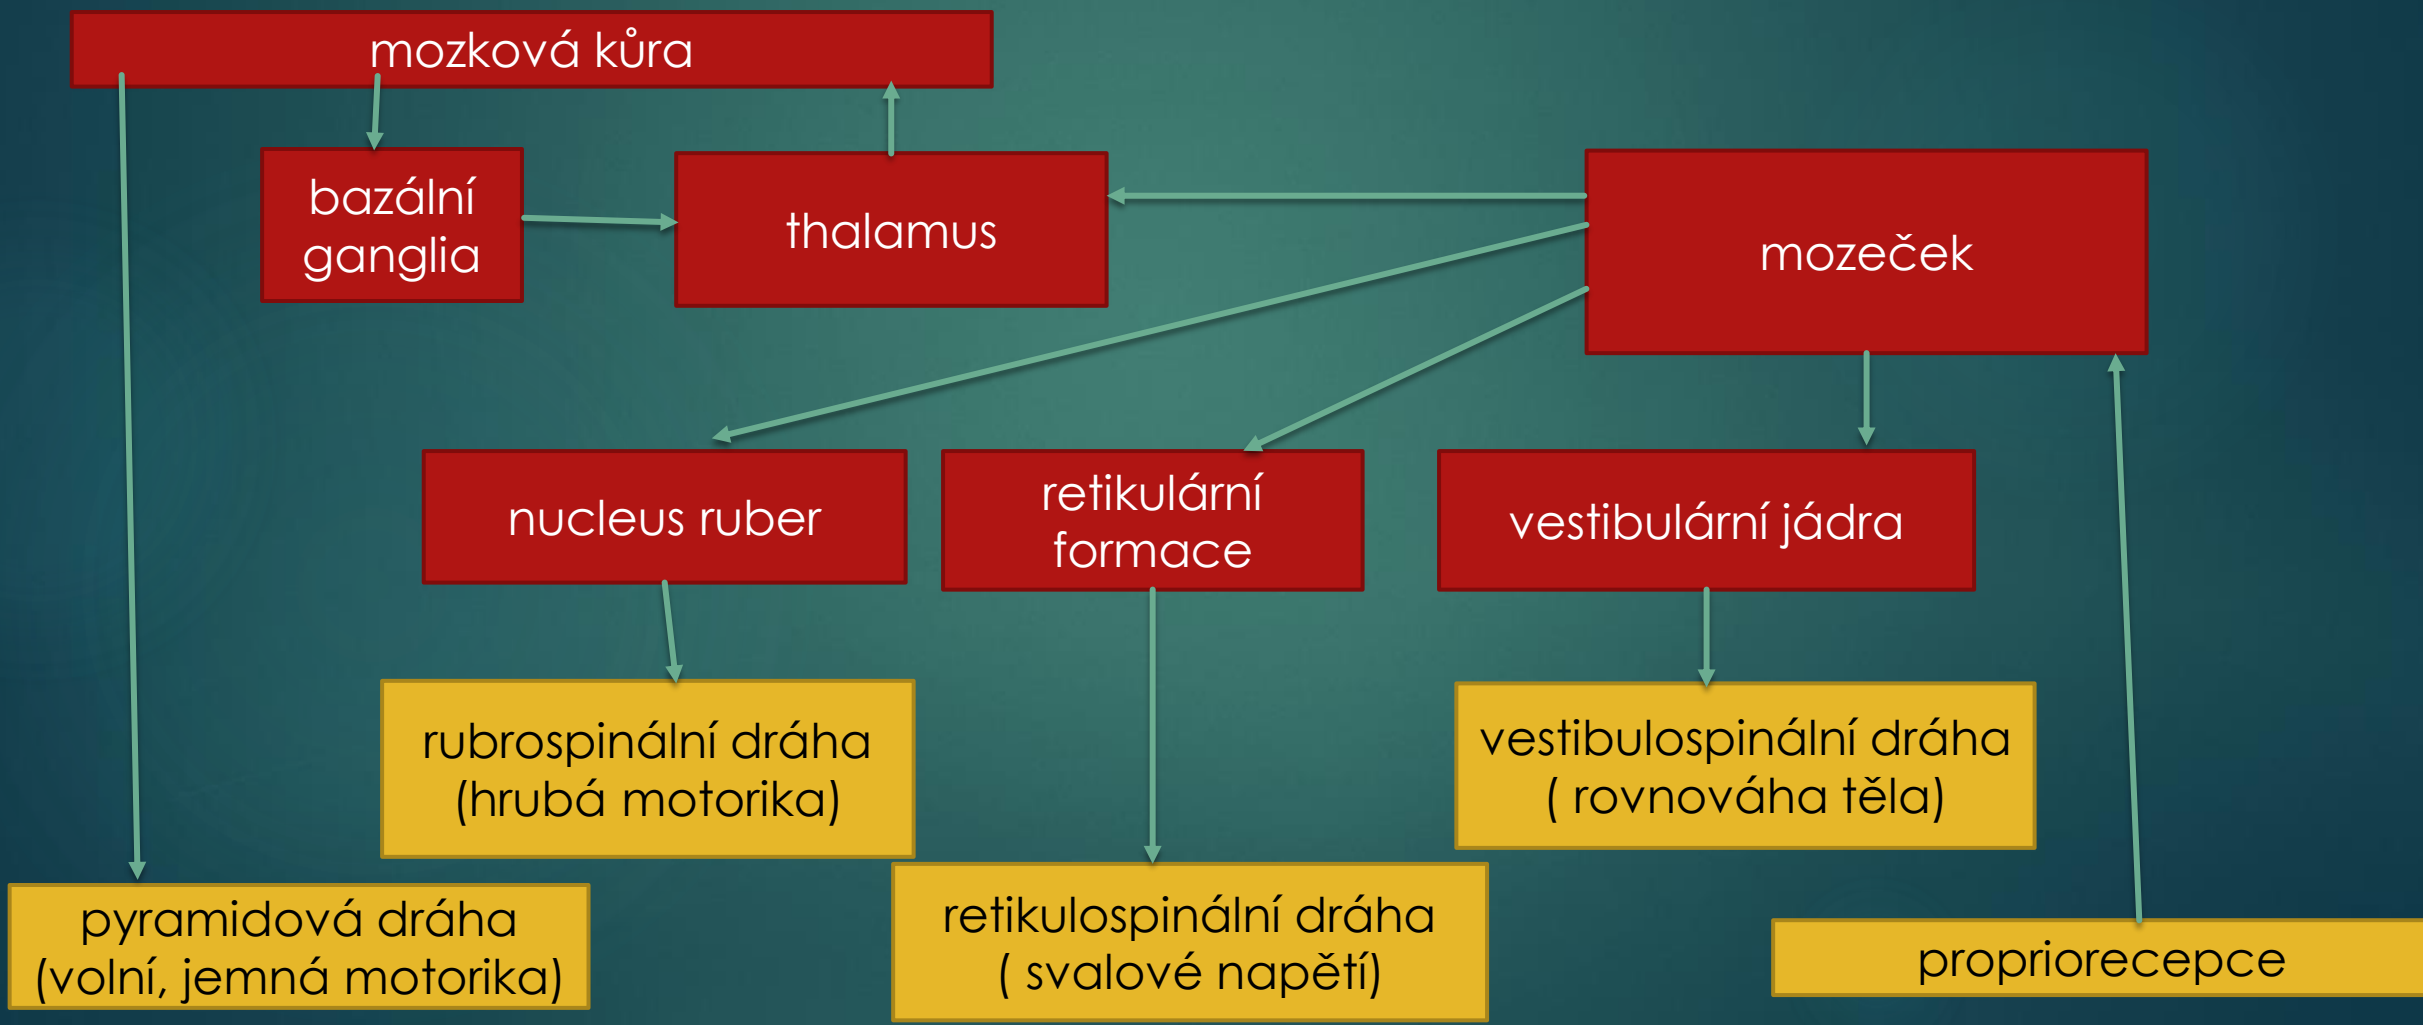 mozková kůra
bazální
ganglia
thalamus
mozeček
nucleus ruber
retikulární
formace
vestibulární jádra
rubrospinální dráha
(hrubá motorika)
vestibulospinální dráha
( rovnováha těla)
pyramidová dráha
(volní, jemná motorika)
retikulospinální dráha
( svalové napětí)
propriorecepce